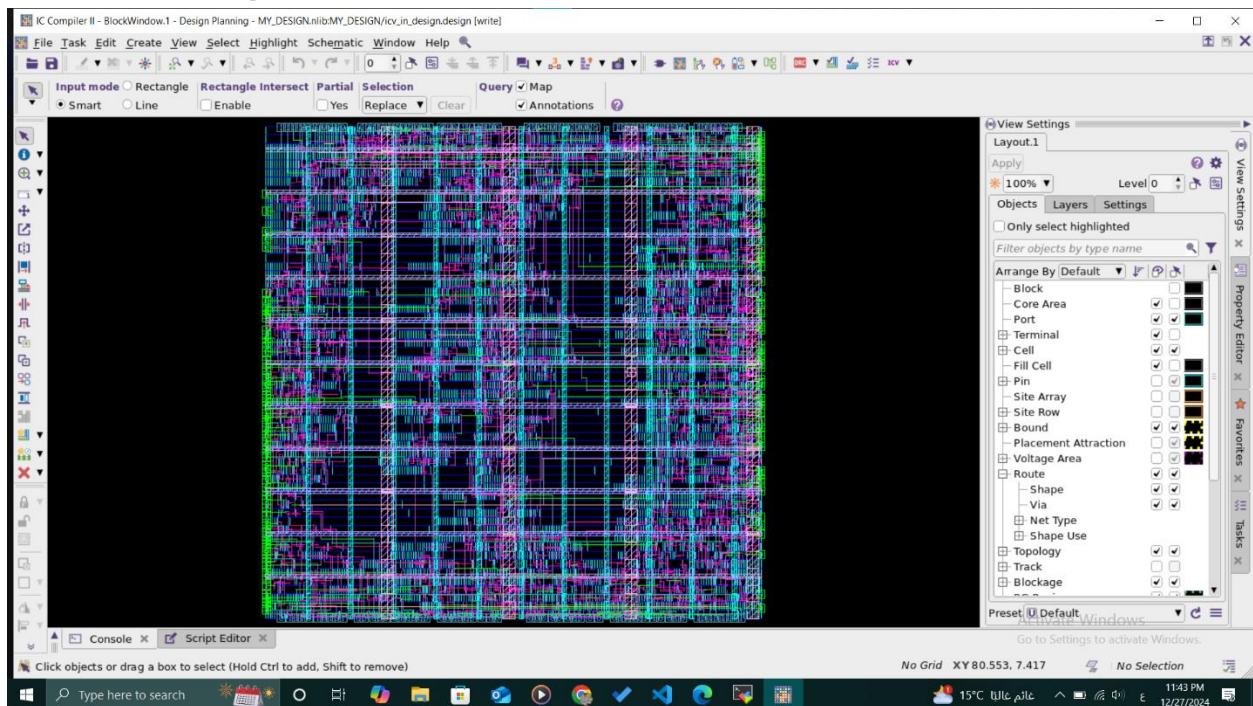 IC Compiler II - BlockWindow.1 - Design Planning - MY_DESIGN.nlib:MY_DESIGN/icv_in_design.design [write]
File Task Edit Create View Select Highlight Schematic Window Help
0
DRC
ICV
Input mode Rectangle Rectangle Intersect Partial Selection Query Map
Smart Line Enable Yes Replace Clear Annotations
View Settings
Layout.1
Apply
100% Level 0
Objects Layers Settings
Only select highlighted
Filter objects by type name
Arrange By Default
Block
Core Area
Port
Terminal
Cell
Fill Cell
Pin
Site Array
Site Row
Bound
Placement Attraction
Voltage Area
Route
Shape
Via
Net Type
Shape Use
Topology
Track
Blockage
Preset Default
View Settings
Property Editor
Favorites
Tasks
Activate Windows
Go to Settings to activate Windows.
Console Script Editor
Click objects or drag a box to select (Hold Ctrl to add, Shift to remove)
No Grid XY 80.553, 7.417 No Selection
Type here to search
15°C غائم غالبا ع 11:43 PM
12/27/2024